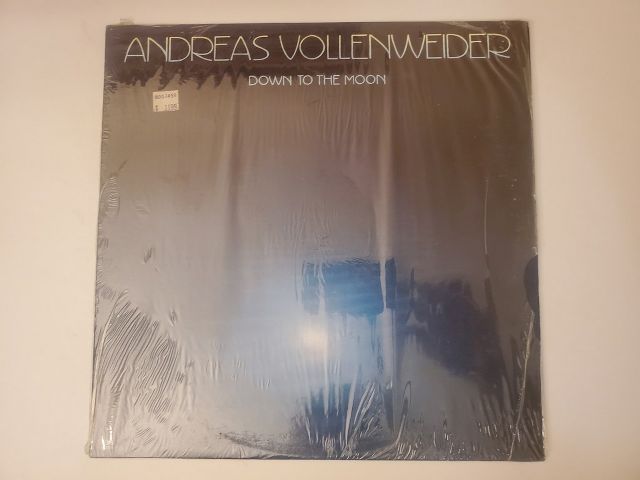 ANDREAS VOLLENWEIDER
DOWN TO THE MOON